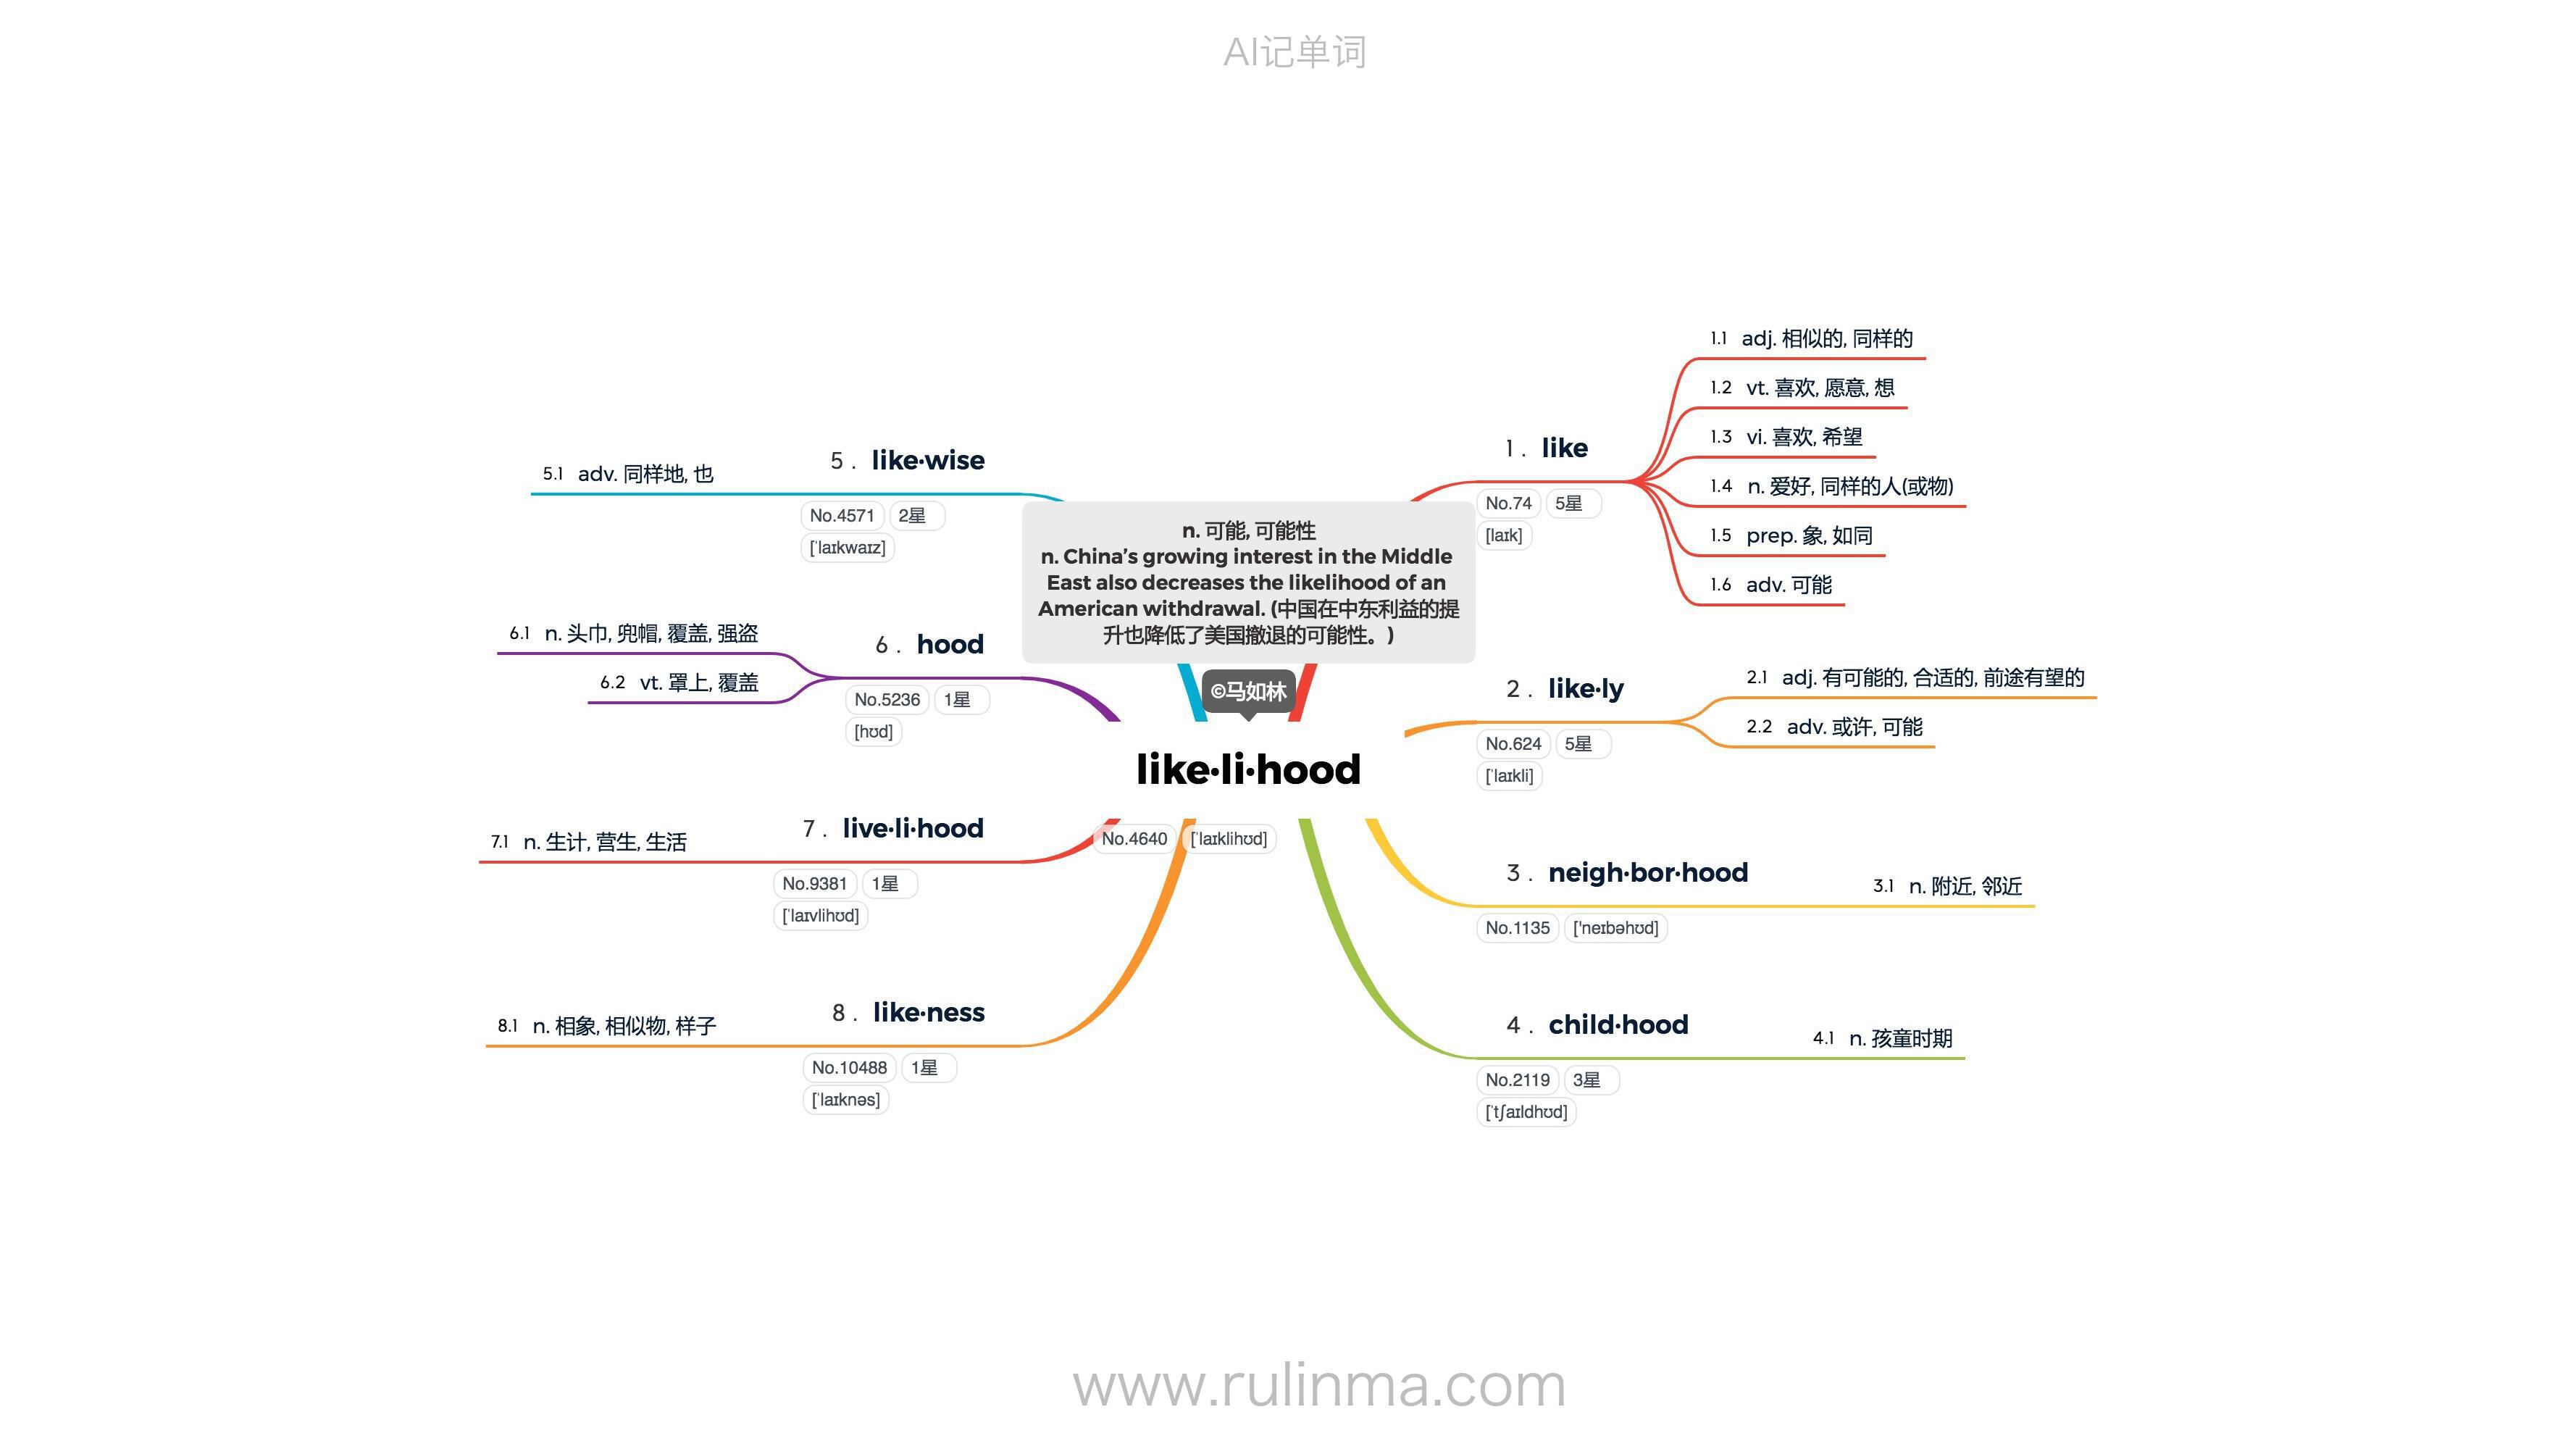 AI记单词
n. 可能, 可能性
n. China’s growing interest in the Middle
East also decreases the likelihood of an
American withdrawal. (中国在中东利益的提
升也降低了美国撤退的可能性。)
©马如林
like·li·hood
No.4640 [ˈlaɪklihʊd]
1. like
No.74 5星
[laɪk]
1.1 adj. 相似的, 同样的
1.2 vt. 喜欢, 愿意, 想
1.3 vi. 喜欢, 希望
1.4 n. 爱好, 同样的人(或物)
1.5 prep. 象, 如同
1.6 adv. 可能
2. like·ly
No.624 5星
[ˈlaɪkli]
2.1 adj. 有可能的, 合适的, 前途有望的
2.2 adv. 或许, 可能
3. neigh·bor·hood
No.1135 ['neɪbəhʊd]
3.1 n. 附近, 邻近
4. child·hood
No.2119 3星
[ˈtʃaɪldhʊd]
4.1 n. 孩童时期
5. like·wise
No.4571 2星
[ˈlaɪkwaɪz]
5.1 adv. 同样地, 也
6. hood
No.5236 1星
[hʊd]
6.1 n. 头巾, 兜帽, 覆盖, 强盗
6.2 vt. 罩上, 覆盖
7. live·li·hood
No.9381 1星
[ˈlaɪvlihʊd]
7.1 n. 生计, 营生, 生活
8. like·ness
No.10488 1星
[ˈlaɪknəs]
8.1 n. 相象, 相似物, 样子
www.rulinma.com